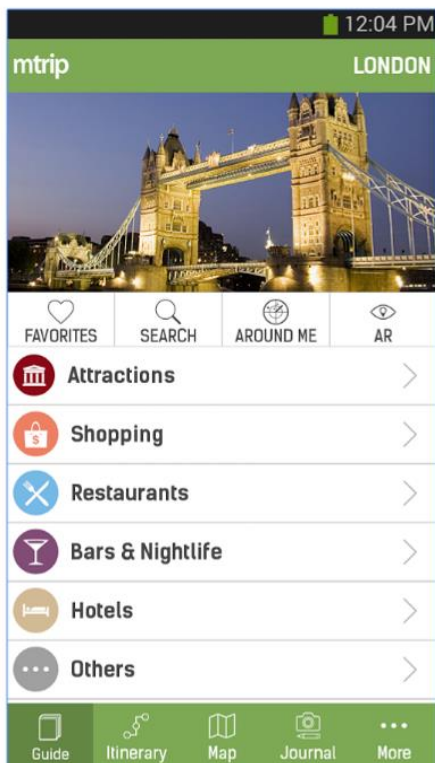 12:04 PM
mtrip LONDON
FAVORITES SEARCH AROUND ME AR
Attractions
$
Shopping
Restaurants
Bars & Nightlife
Hotels
Others
Guide Itinerary Map Journal More